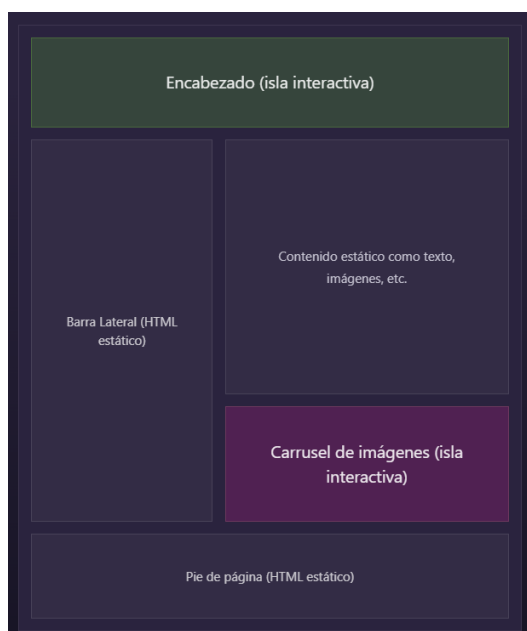 Encabezado (isla interactiva)
Contenido estático como texto,
imágenes, etc.
Barra Lateral (HTML
estático)
Carrusel de imágenes (isla
interactiva)
Pie de página (HTML estático)